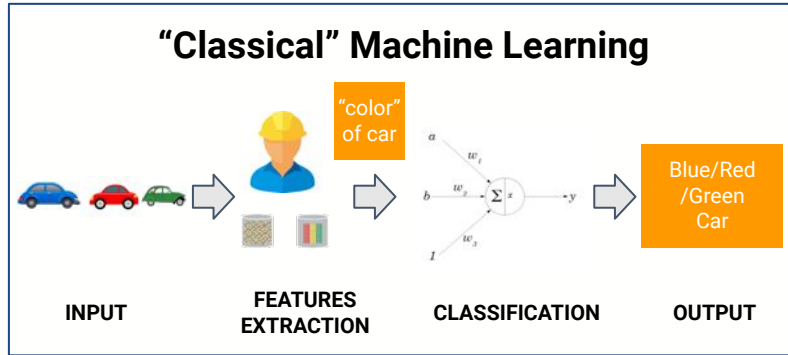 “Classical” Machine Learning
“color”
of car
a
w1
b
w2
Σ
x
y
1
w3
Blue/Red
/Green
Car
INPUT
FEATURES
EXTRACTION
CLASSIFICATION
OUTPUT